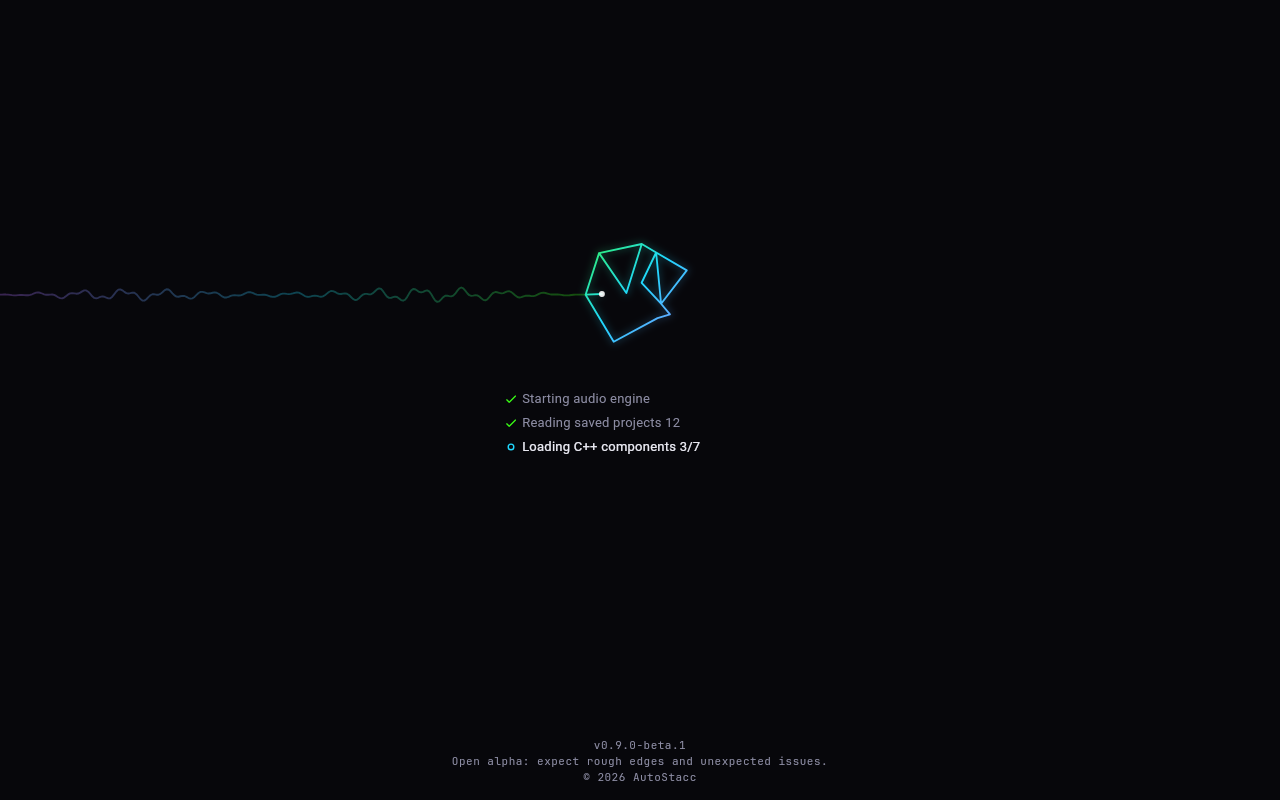 Starting audio engine
Reading saved projects 12
Loading C++ components 3/7
v0.9.0-beta.1
Open alpha: expect rough edges and unexpected issues.
© 2026 AutoStacc